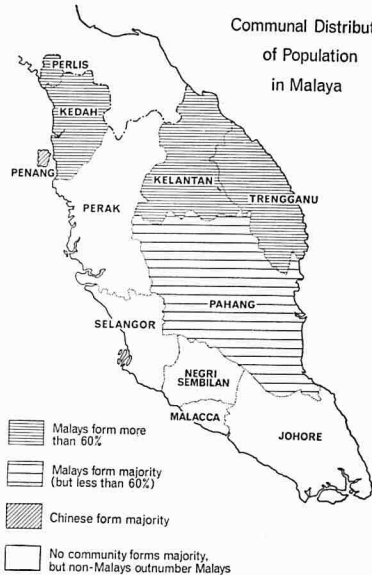 Communal Distribut
of Population
in Malaya
PERLIS
KEDAH
PENANG
KELANTAN
TRENGGANU
PERAK
PAHANG
SELANGOR
NEGRI
SEMBILAN
MALACCA
JOHORE
Malays form more
than 60%
Malays form majority
(but less than 60%)
Chinese form majority
No community forms majority,
but non-Malays outnumber Malays